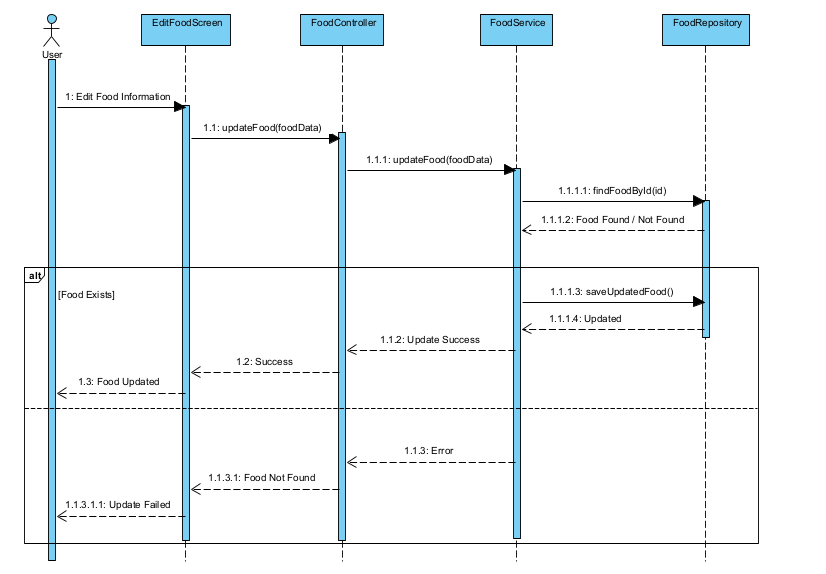 EditFoodScreen
FoodController
FoodService
FoodRepository
User
1: Edit Food Information
1.1: updateFood(foodData)
1.1.1: updateFood(foodData)
1.1.1.1: findFoodById(id)
1.1.1.2: Food Found / Not Found
alt
[Food Exists]
1.1.1.3: saveUpdatedFood()
1.1.1.4: Updated
1.1.2: Update Success
1.2: Success
1.3: Food Updated
1.1.3: Error
1.1.3.1: Food Not Found
1.1.3.1.1: Update Failed